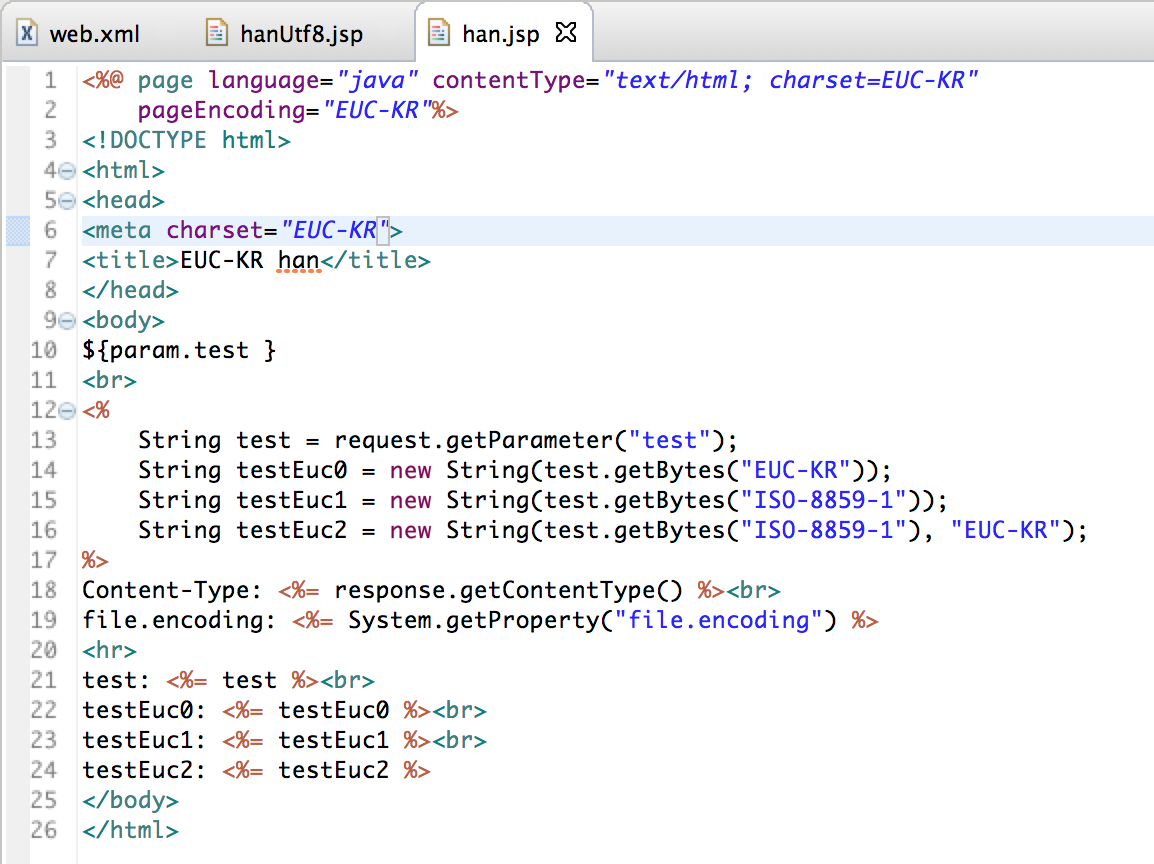 web.xml hanUtf8.jsp han.jsp
1 <%@ page language="java" contentType="text/html; charset=EUC-KR"
2     pageEncoding="EUC-KR"%>
3 <!DOCTYPE html>
4 <html>
5 <head>
6 <meta charset="EUC-KR">
7 <title>EUC-KR han</title>
8 </head>
9 <body>
10 ${param.test }
11 <br>
12 <%
13     String test = request.getParameter("test");
14     String testEuc0 = new String(test.getBytes("EUC-KR"));
15     String testEuc1 = new String(test.getBytes("ISO-8859-1"));
16     String testEuc2 = new String(test.getBytes("ISO-8859-1"), "EUC-KR");
17 %>
18 Content-Type: <%= response.getContentType() %><br>
19 file.encoding: <%= System.getProperty("file.encoding") %>
20 <hr>
21 test: <%= test %><br>
22 testEuc0: <%= testEuc0 %><br>
23 testEuc1: <%= testEuc1 %><br>
24 testEuc2: <%= testEuc2 %>
25 </body>
26 </html>